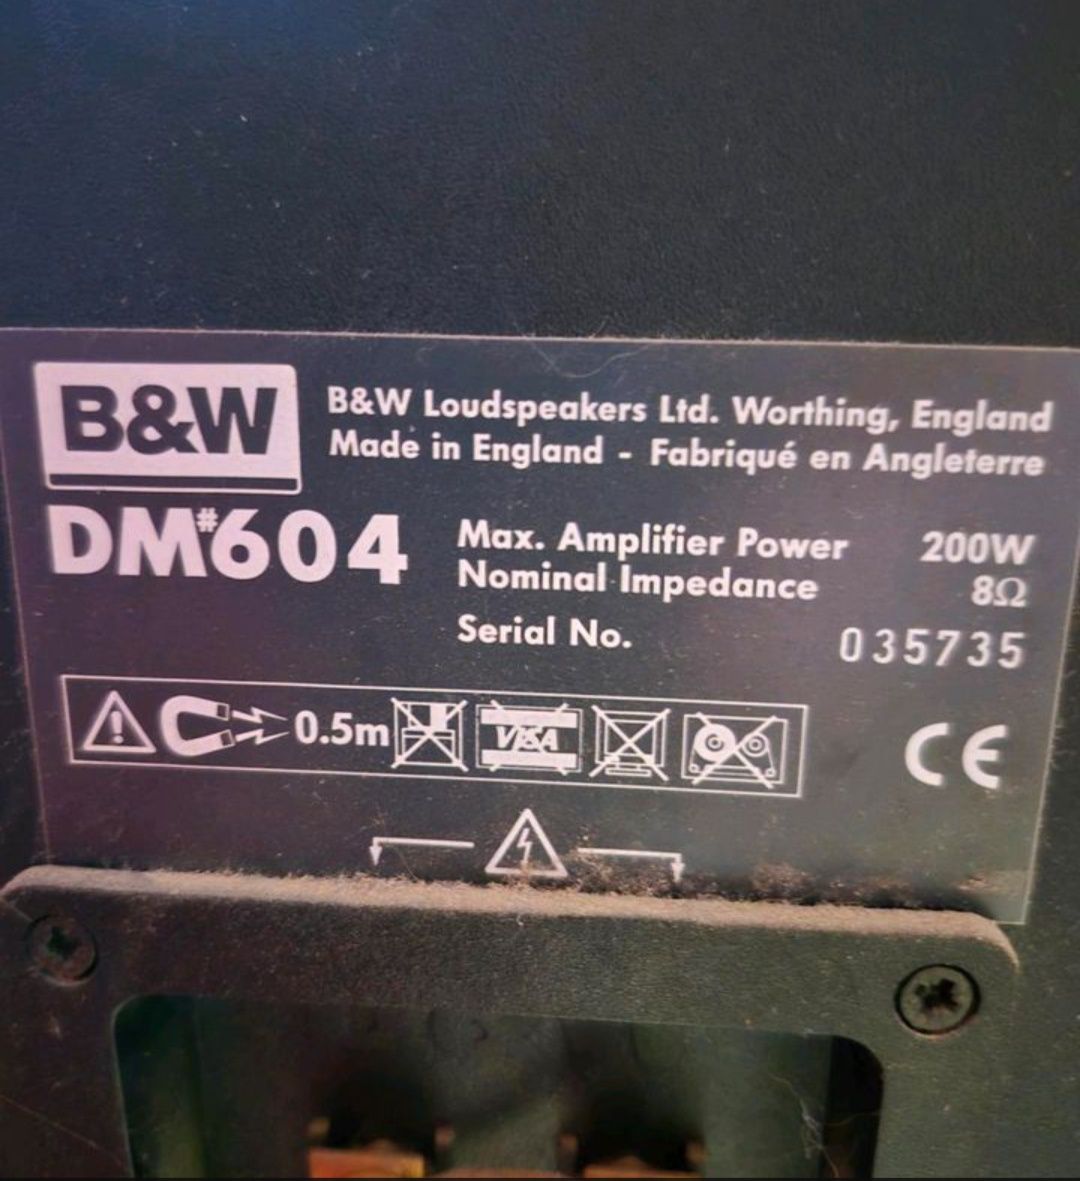 B&W
B&W Loudspeakers Ltd. Worthing, England
Made in England - Fabriqué en Angleterre
DM#604
Max. Amplifier Power 200W
Nominal Impedance 8Ω
Serial No. 035735
0.5m
VISA
CE